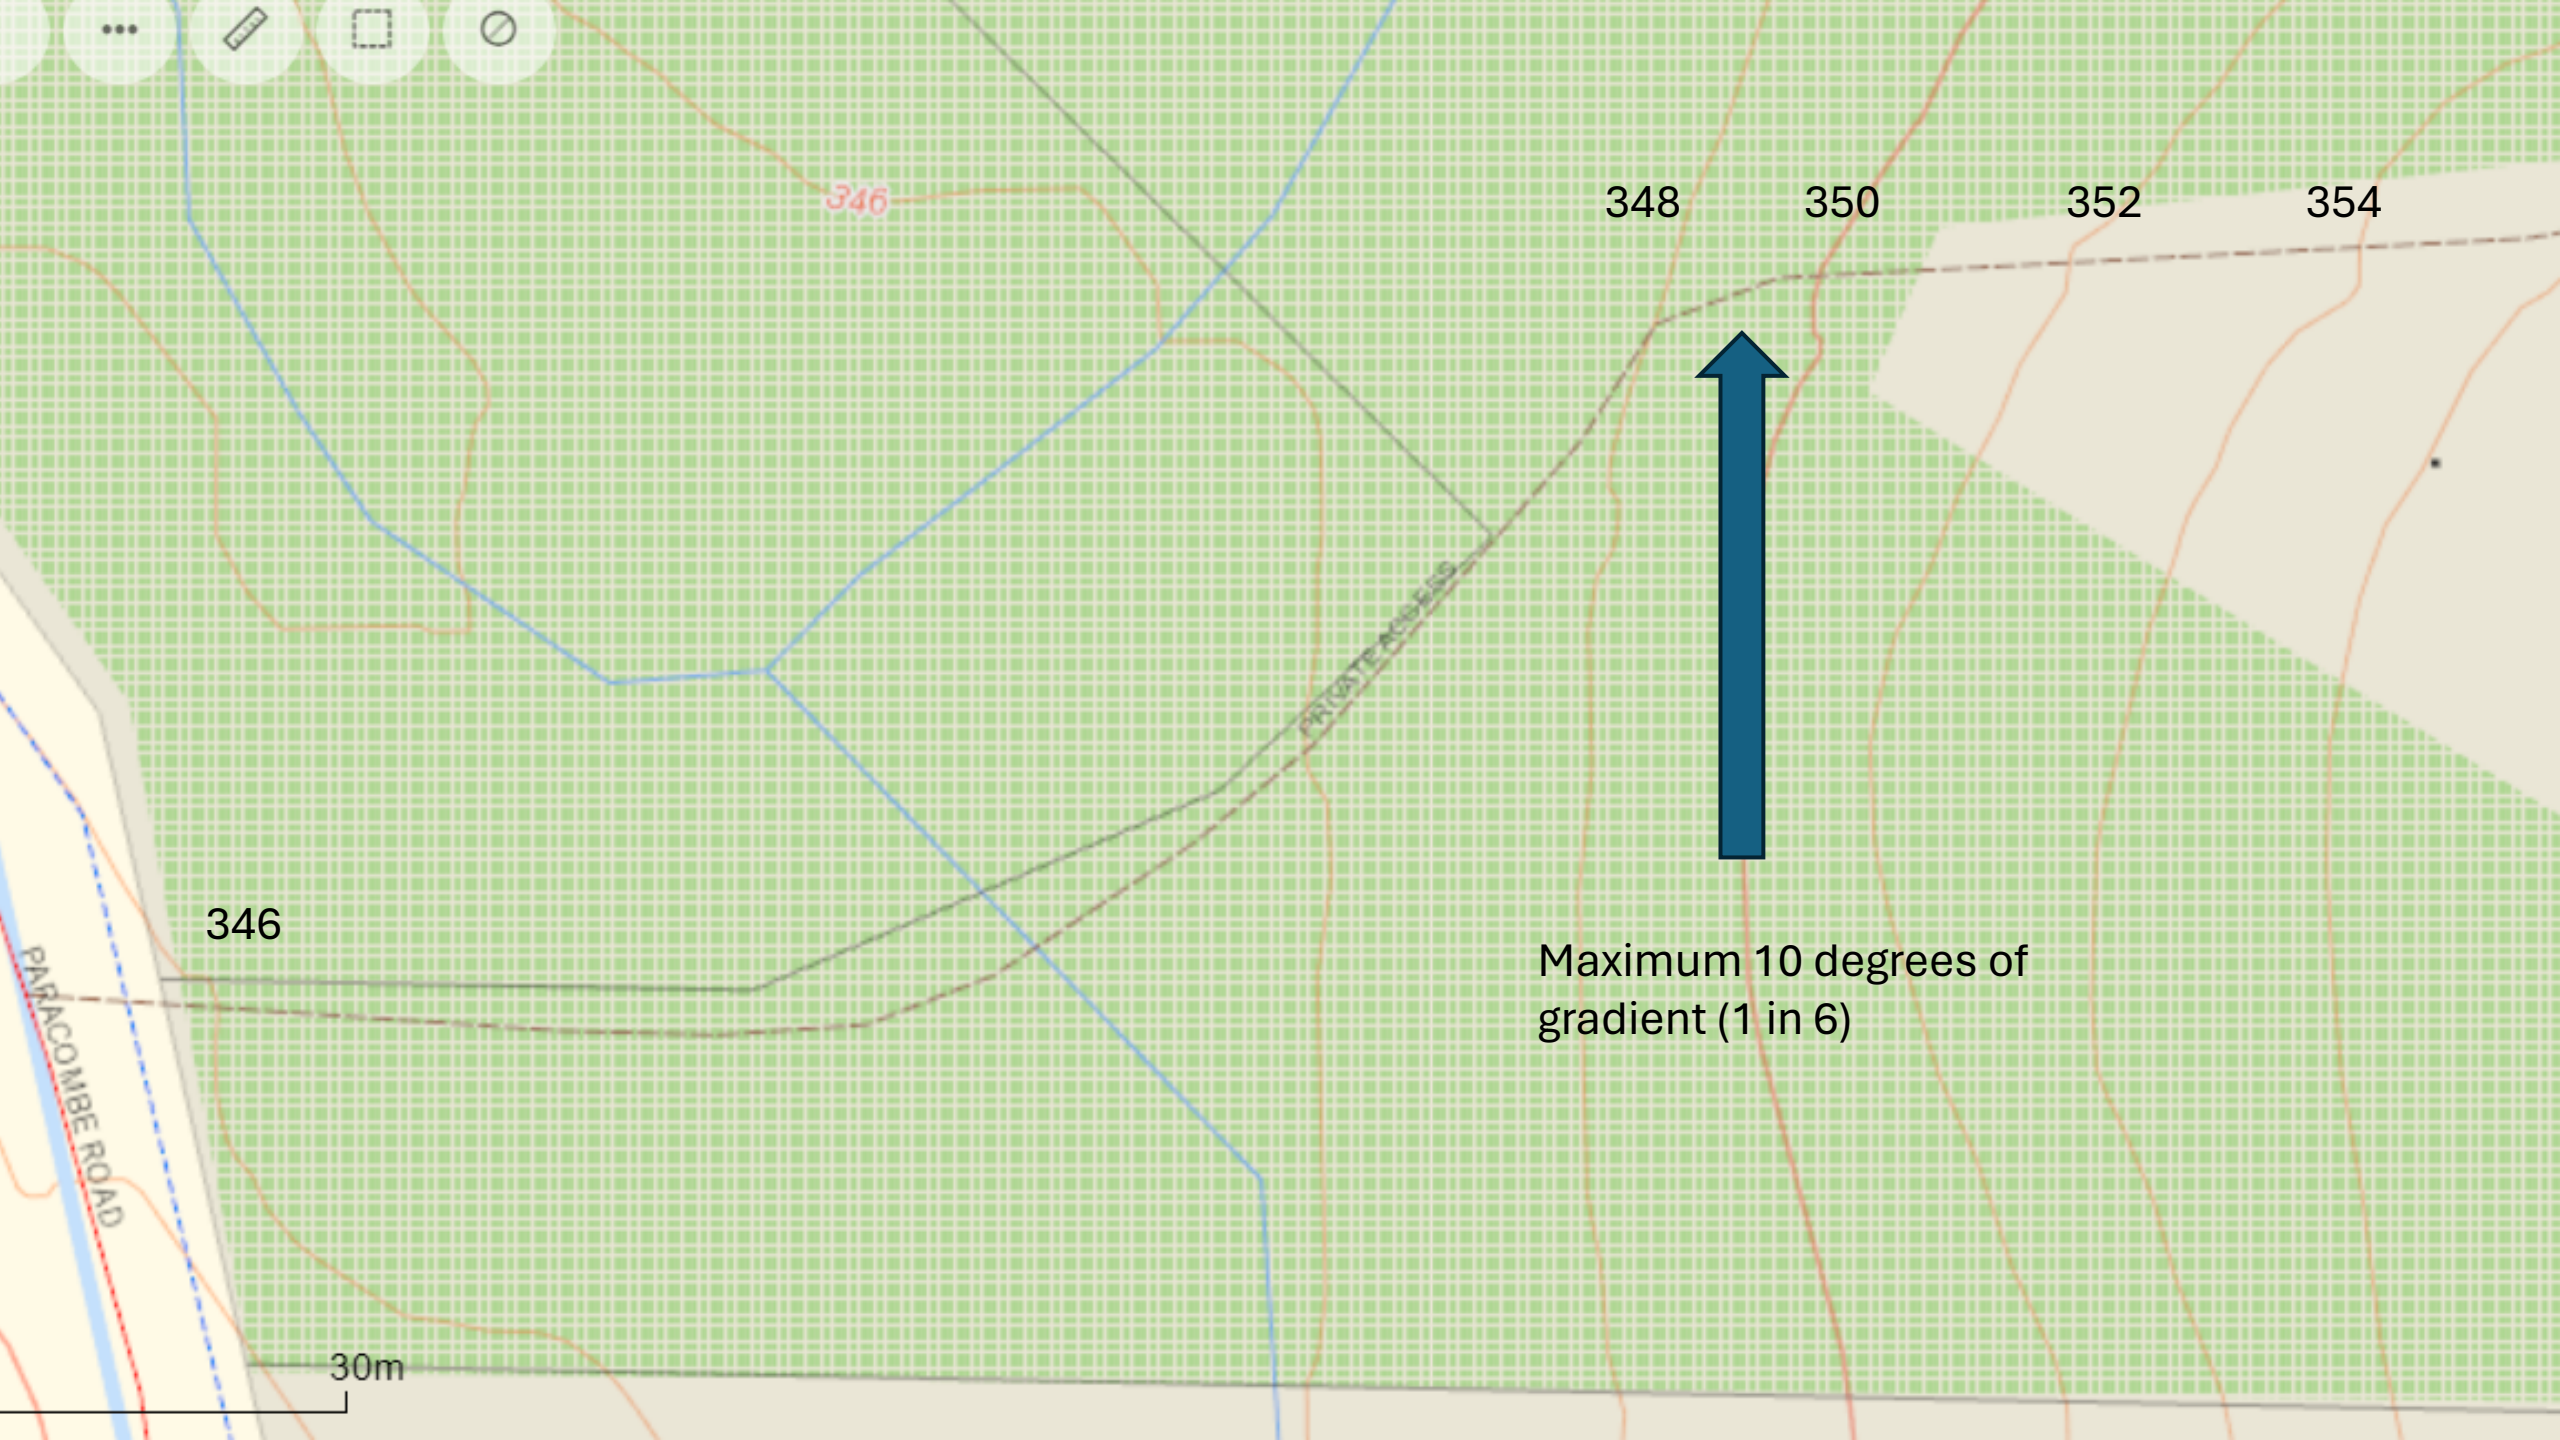 346
348
350
352
354
PRIVATE ACCESS
346
PARACOMBE ROAD
Maximum 10 degrees of
gradient (1 in 6)
30m